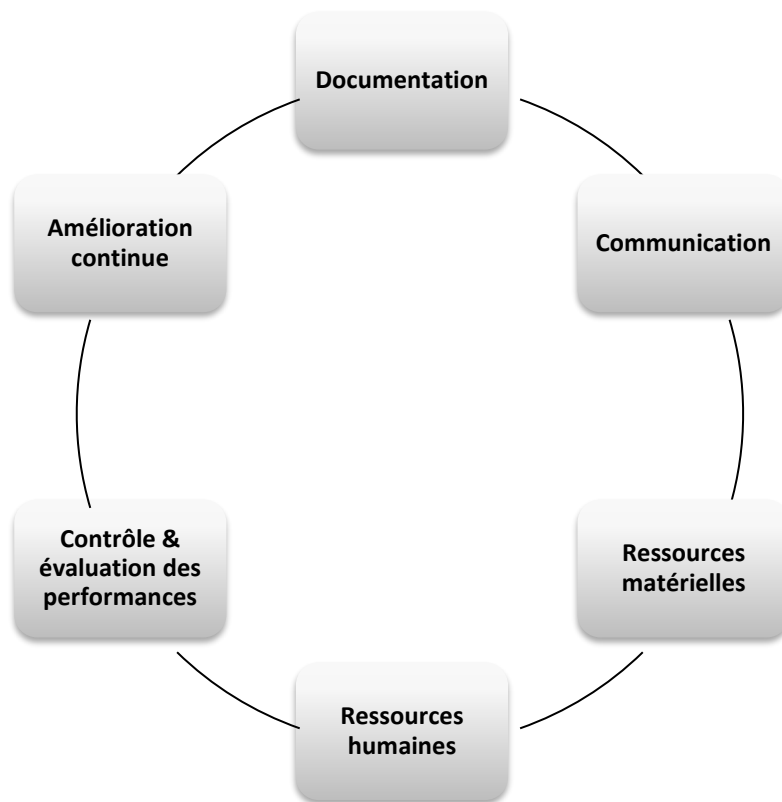 Documentation
Communication
Ressources
matérielles
Ressources
humaines
Contrôle &
évaluation des
performances
Amélioration
continue